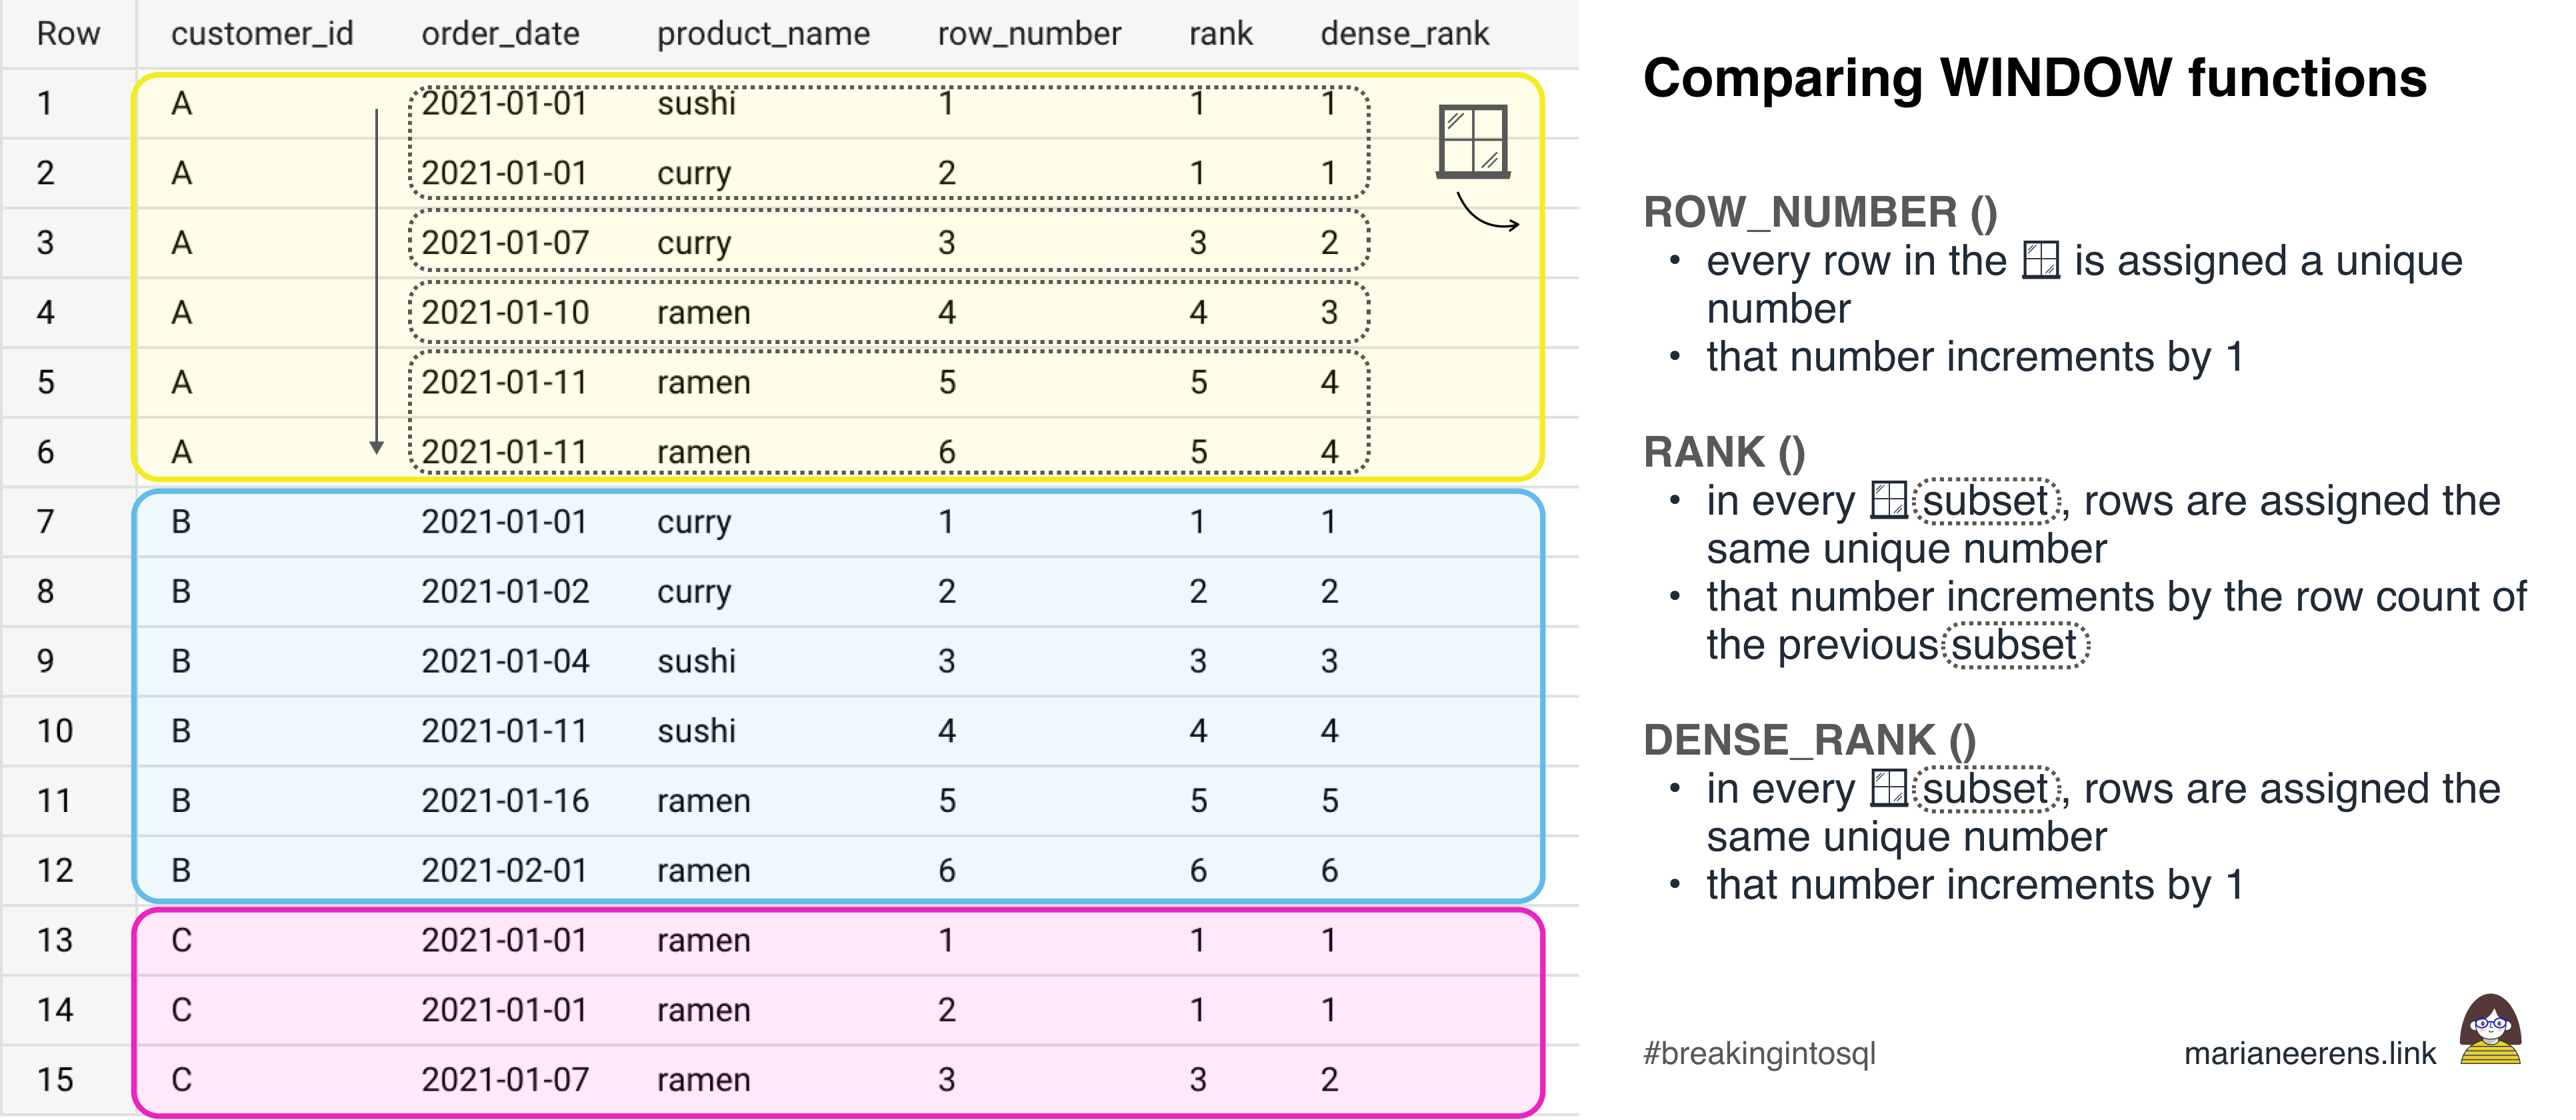 Row customer_id order_date product_name row_number rank dense_rank
1 A 2021-01-01 sushi 1 1 1
2 A 2021-01-01 curry 2 1 1
3 A 2021-01-07 curry 3 3 2
4 A 2021-01-10 ramen 4 4 3
5 A 2021-01-11 ramen 5 5 4
6 A 2021-01-11 ramen 6 5 4
7 B 2021-01-01 curry 1 1 1
8 B 2021-01-02 curry 2 2 2
9 B 2021-01-04 sushi 3 3 3
10 B 2021-01-11 sushi 4 4 4
11 B 2021-01-16 ramen 5 5 5
12 B 2021-02-01 ramen 6 6 6
13 C 2021-01-01 ramen 1 1 1
14 C 2021-01-01 ramen 2 1 1
15 C 2021-01-07 ramen 3 3 2
Comparing WINDOW functions
ROW_NUMBER ()
• every row in the is assigned a unique
number
• that number increments by 1
RANK ()
• in every subset, rows are assigned the
same unique number
• that number increments by the row count of
the previous subset
DENSE_RANK ()
• in every subset, rows are assigned the
same unique number
• that number increments by 1
#breakingintosql
marianeerens.link